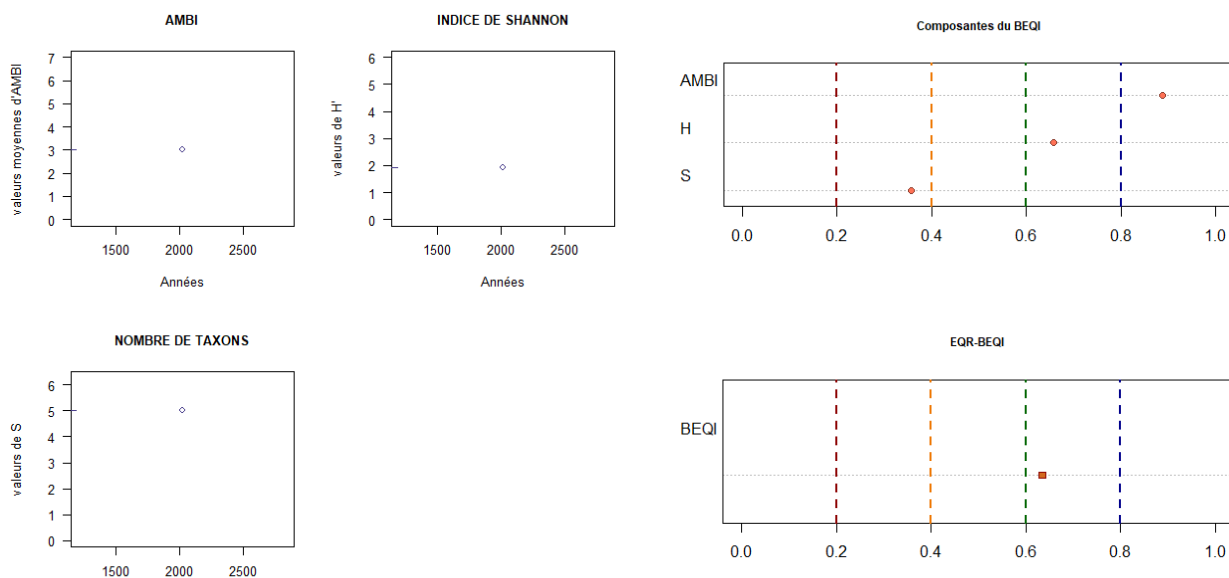 AMBI
valeurs moyennes d'AMBI
7
6
5
4
3
2
1
0
1500 2000 2500
Années
INDICE DE SHANNON
valeurs de H'
6
5
4
3
2
1
0
1500 2000 2500
Années
Composantes du BEQI
AMBI
H
S
0.0 0.2 0.4 0.6 0.8 1.0
NOMBRE DE TAXONS
valeurs de S
6
5
4
3
2
1
0
1500 2000 2500
EQR-BEQI
BEQI
0.0 0.2 0.4 0.6 0.8 1.0